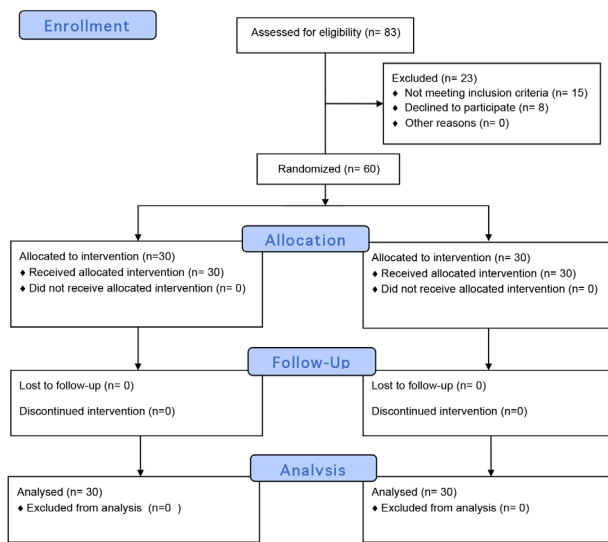 Enrollment
Assessed for eligibility (n= 83)
Excluded (n= 23)
♦ Not meeting inclusion criteria (n= 15)
♦ Declined to participate (n= 8)
♦ Other reasons (n= 0)
Randomized (n= 60)
Allocation
Allocated to intervention (n=30)
♦ Received allocated intervention (n= 30)
♦ Did not receive allocated intervention (n= 0)
Allocated to intervention (n= 30)
♦ Received allocated intervention (n= 30)
♦ Did not receive allocated intervention (n= 0)
Follow-Up
Lost to follow-up (n= 0)
Discontinued intervention (n=0)
Lost to follow-up (n= 0)
Discontinued intervention (n=0)
Analysis
Analysed (n= 30)
♦ Excluded from analysis (n=0 )
Analysed (n= 30)
♦ Excluded from analysis (n= 0)